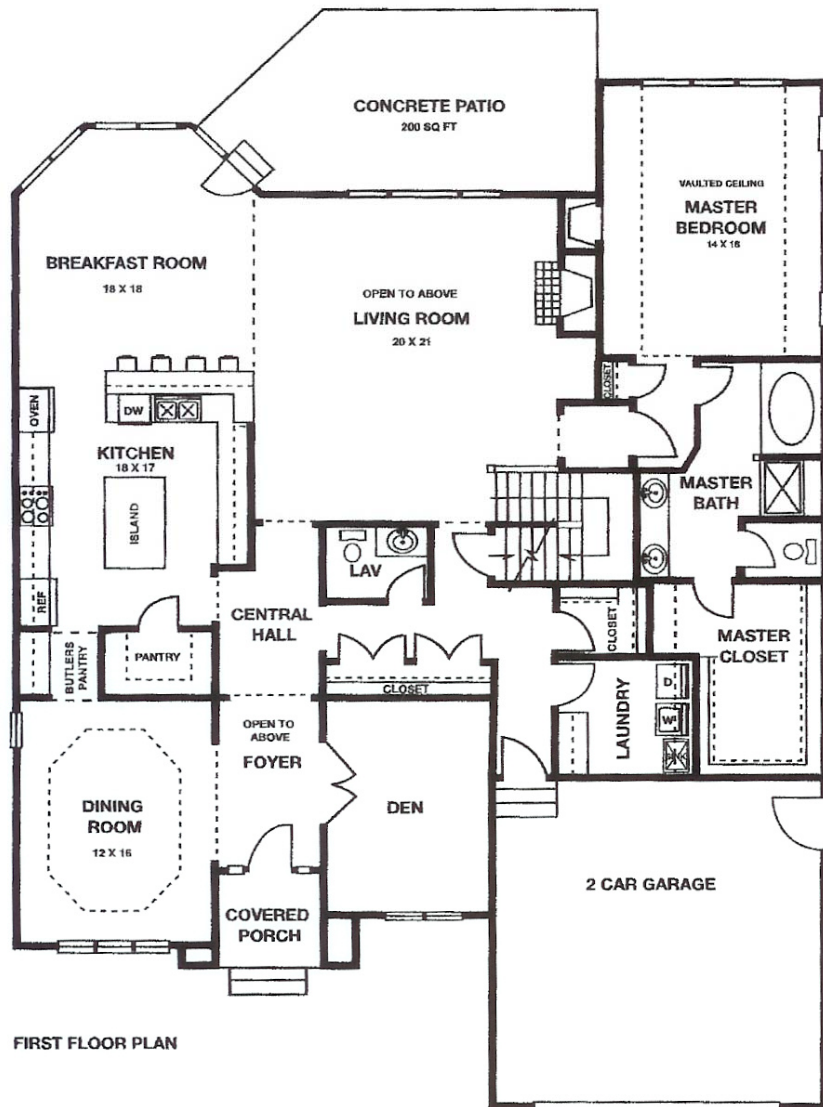 CONCRETE PATIO
200 SQ FT
VAULTED CEILING
MASTER
BEDROOM
14 X 18
BREAKFAST ROOM
18 X 18
OPEN TO ABOVE
LIVING ROOM
20 X 21
CLOSET
OVEN
DW
KITCHEN
18 X 17
ISLAND
MASTER
BATH
LAV
REF
CENTRAL
HALL
CLOSET
MASTER
CLOSET
BUTLERS
PANTRY
PANTRY
CLOSET
LAUNDRY
D
W
OPEN TO
ABOVE
FOYER
DINING
ROOM
12 X 16
DEN
2 CAR GARAGE
COVERED
PORCH
FIRST FLOOR PLAN